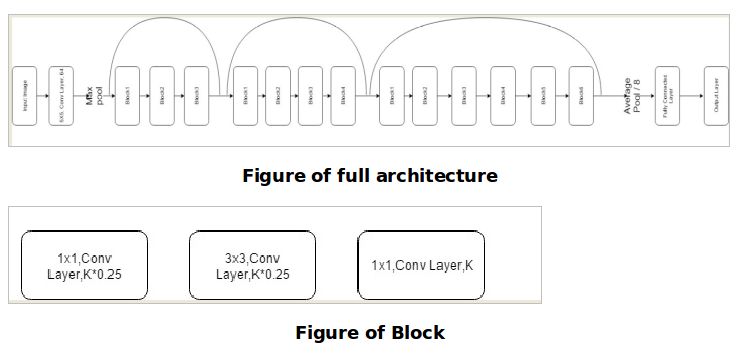 Input Image
5X5, Conv Layer, 64
Max
pool
Block1
Block2
Block3
Block1
Block2
Block3
Block4
Block1
Block2
Block3
Block4
Block5
Block6
Average
Pool / 8
Fully Connected
Layer
Output Layer
Figure of full architecture
1x1,Conv
Layer,K*0.25
3x3,Conv
Layer,K*0.25
1x1,Conv Layer,K
Figure of Block